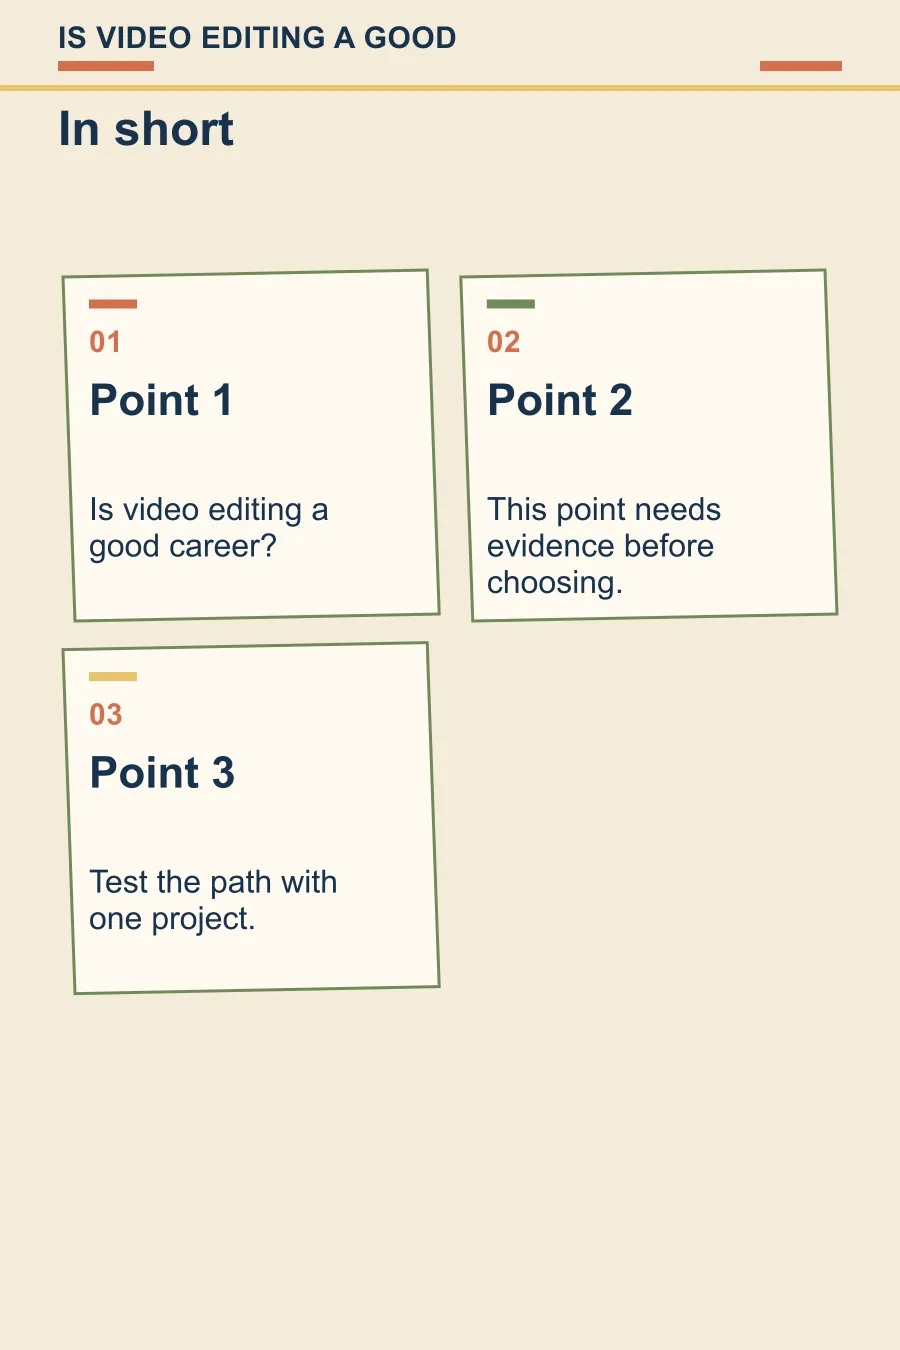 IS VIDEO EDITING A GOOD
In short
01
Point 1
Is video editing a
good career?
02
Point 2
This point needs
evidence before
choosing.
03
Point 3
Test the path with
one project.